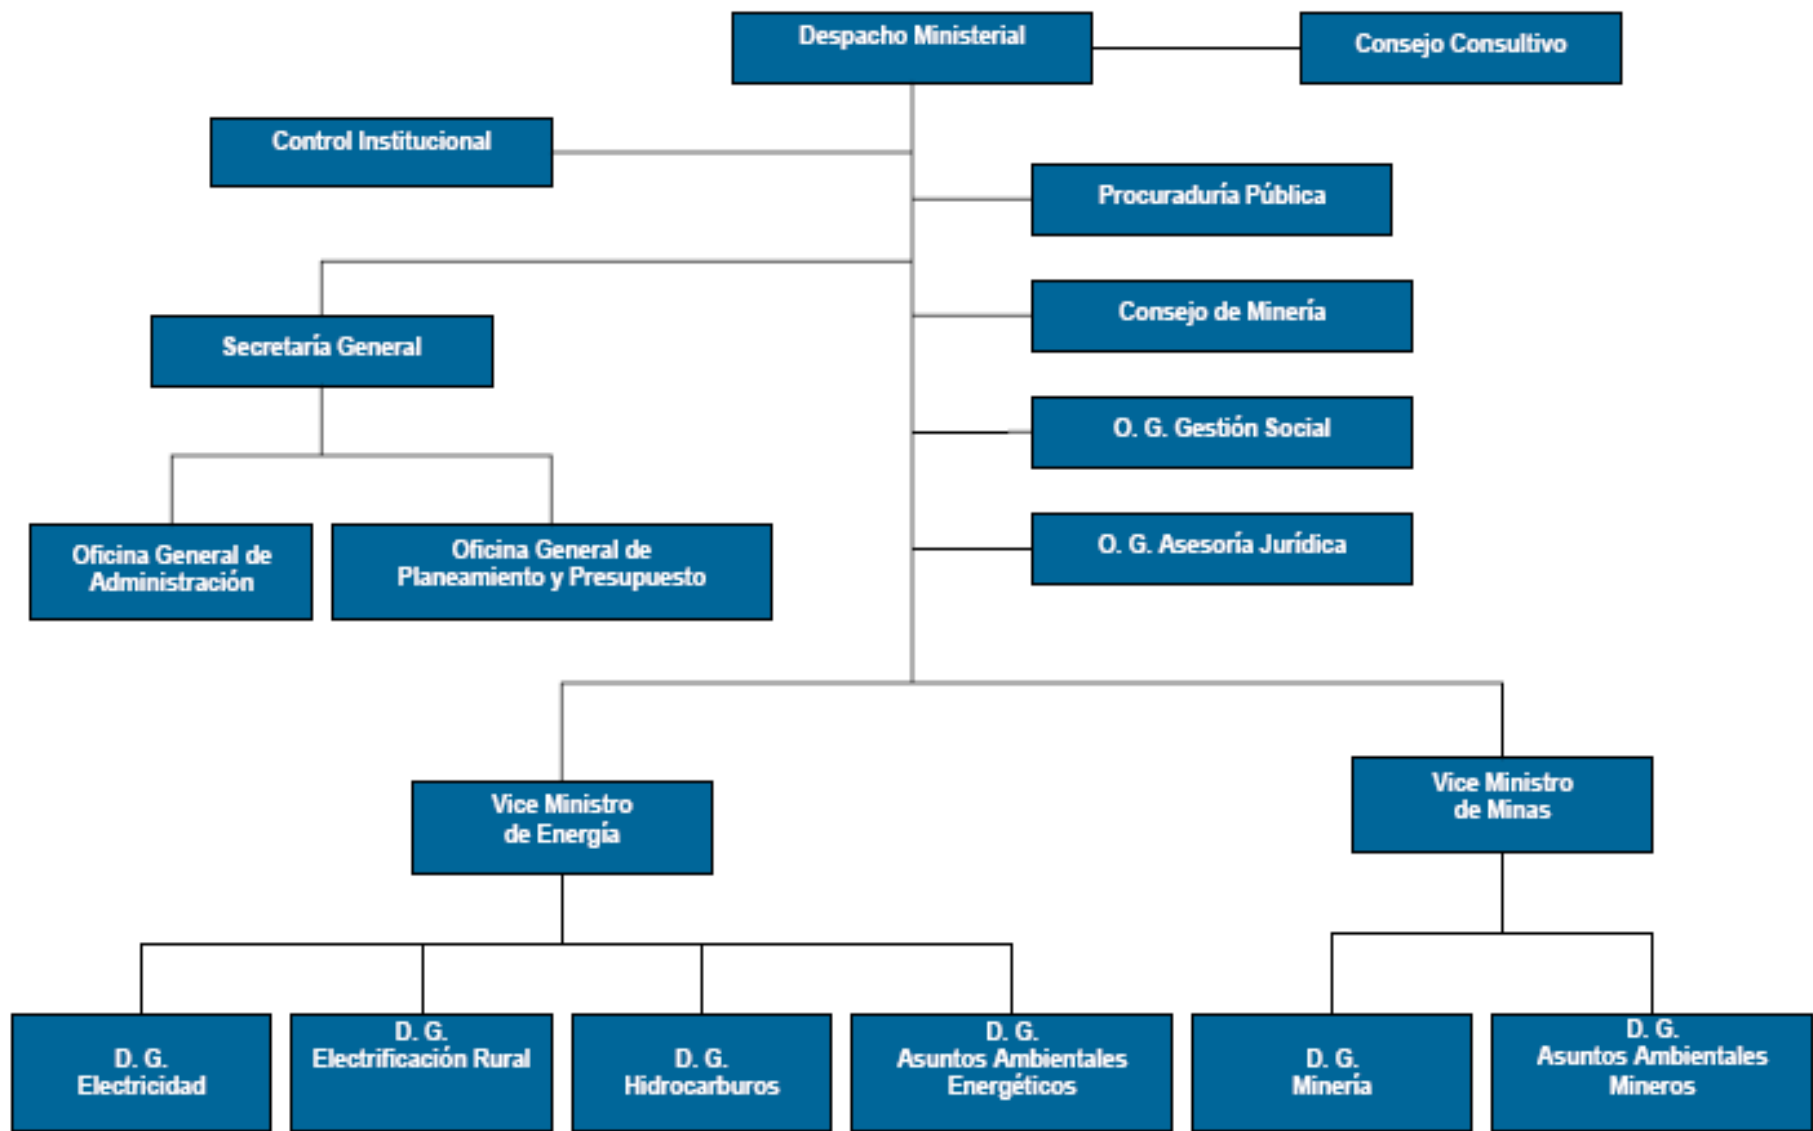 Despacho Ministerial
Consejo Consultivo
Control Institucional
Procuraduría Pública
Consejo de Minería
Secretaría General
O. G. Gestión Social
O. G. Asesoría Jurídica
Oficina General de
Administración
Oficina General de
Planeamiento y Presupuesto
Vice Ministro
de Energía
Vice Ministro
de Minas
D. G.
Electricidad
D. G.
Electrificación Rural
D. G.
Hidrocarburos
D. G.
Asuntos Ambientales
Energéticos
D. G.
Minería
D. G.
Asuntos Ambientales
Mineros